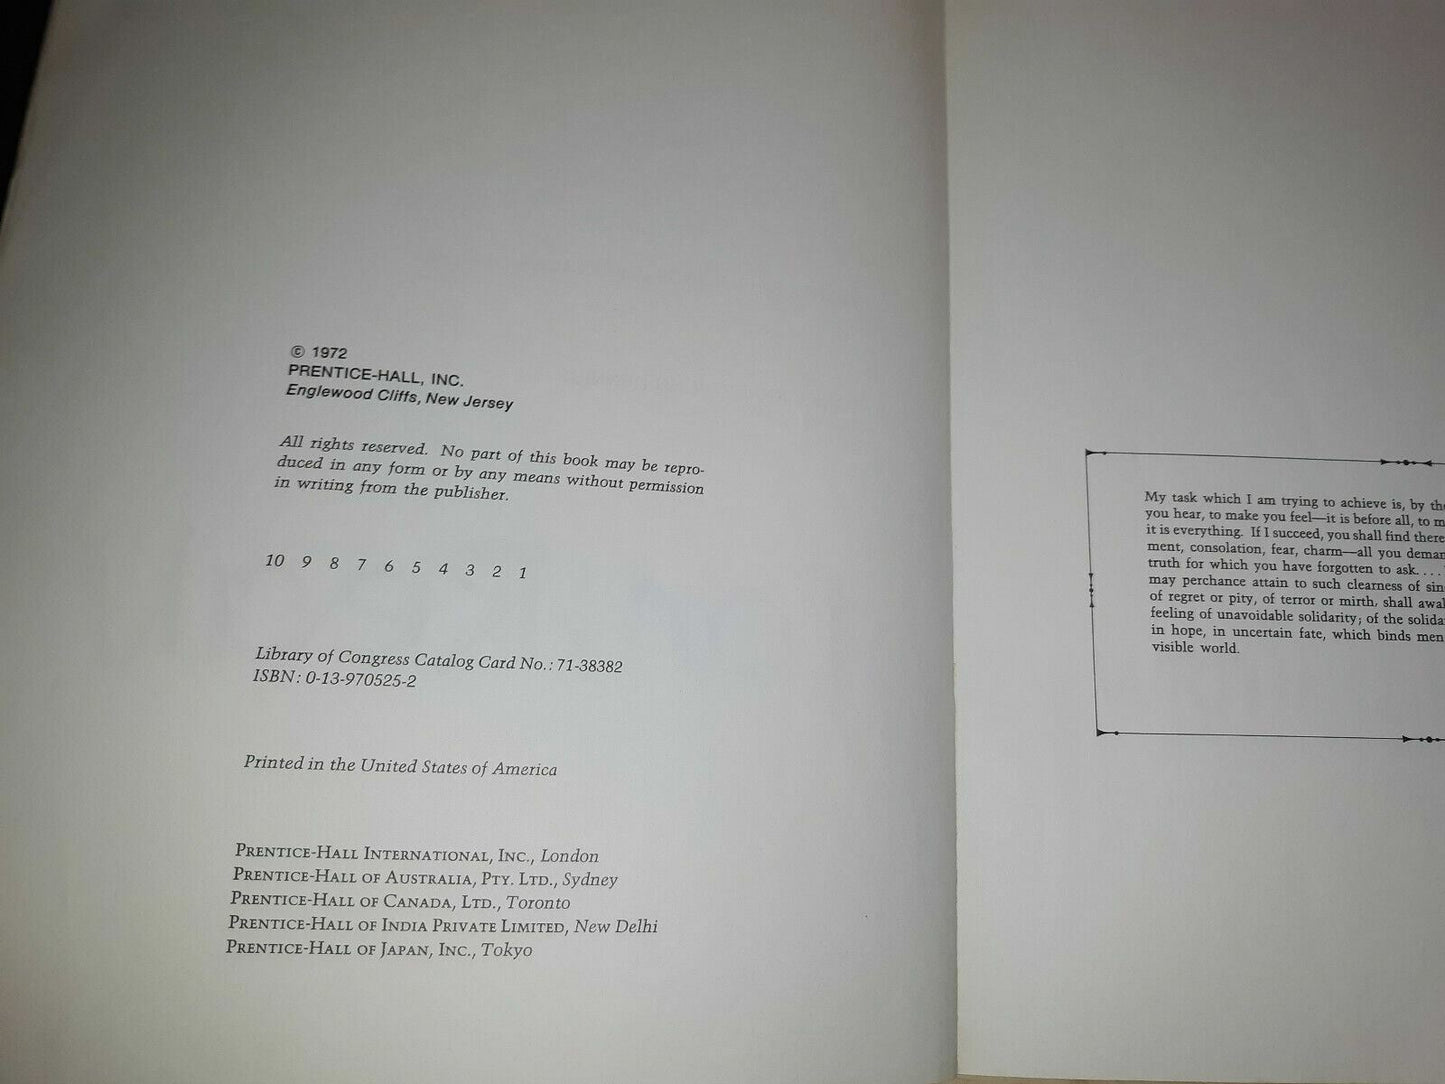 © 1972
PRENTICE-HALL, INC.
Englewood Cliffs, New Jersey
All rights reserved. No part of this book may be repro-
duced in any form or by any means without permission
in writing from the publisher.
10 9 8 7 6 5 4 3 2 1
Library of Congress Catalog Card No.: 71-38382
ISBN: 0-13-970525-2
Printed in the United States of America
PRENTICE-HALL INTERNATIONAL, INC., London
PRENTICE-HALL OF AUSTRALIA, PTY. LTD., Sydney
PRENTICE-HALL OF CANADA, LTD., Toronto
PRENTICE-HALL OF INDIA PRIVATE LIMITED, New Delhi
PRENTICE-HALL OF JAPAN, INC., Tokyo
My task which I am trying to achieve is, by the
you hear, to make you feel—it is before all, to m
it is everything. If I succeed, you shall find there
ment, consolation, fear, charm—all you deman
truth for which you have forgotten to ask....
may perchance attain to such clearness of sin
of regret or pity, of terror or mirth, shall awa
feeling of unavoidable solidarity; of the solida
in hope, in uncertain fate, which binds men
visible world.